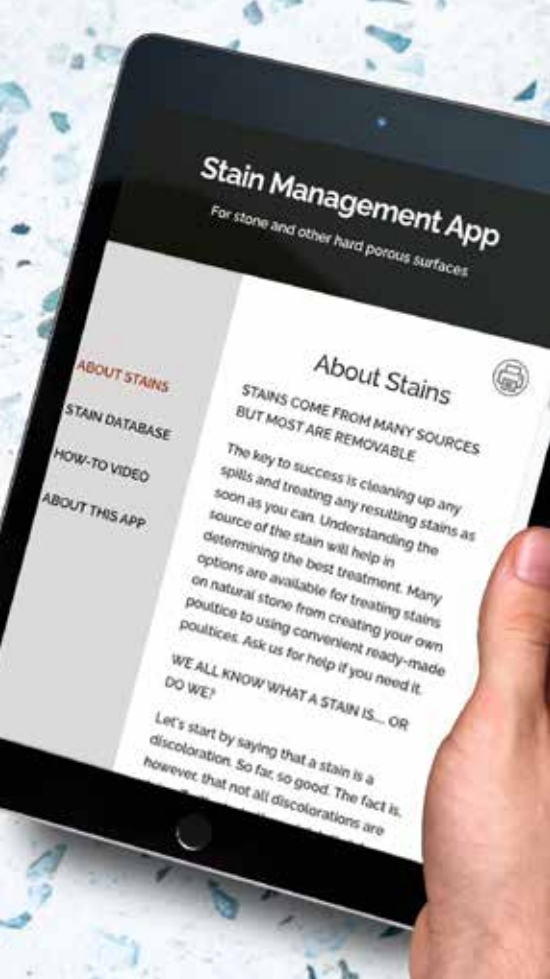 Stain Management App
For stone and other hard porous surfaces
ABOUT STAINS
STAIN DATABASE
HOW-TO VIDEO
ABOUT THIS APP
About Stains
STAINS COME FROM MANY SOURCES
BUT MOST ARE REMOVABLE
The key to success is cleaning up any
spills and treating any resulting stains as
soon as you can. Understanding the
source of the stain will help in
determining the best treatment. Many
options are available for treating stains
on natural stone from creating your own
poultice to using convenient ready-made
poultices. Ask us for help if you need it.
WE ALL KNOW WHAT A STAIN IS... OR
DO WE?
Let's start by saying that a stain is a
discoloration. So far, so good. The fact is,
however, that not all discolorations are